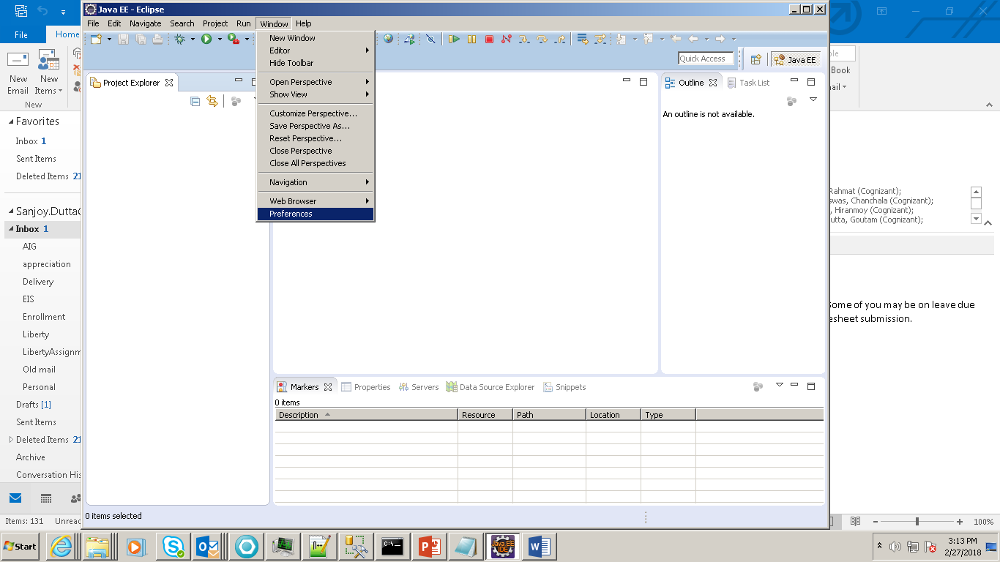 Java EE - Eclipse
File Edit Navigate Search Project Run Window Help
File Home
New Window
Editor
Hide Toolbar
Open Perspective
Show View
Customize Perspective...
Save Perspective As...
Reset Perspective...
Close Perspective
Close All Perspectives
Navigation
Web Browser
Preferences
Quick Access
Java EE
Project Explorer
Outline Task List
An outline is not available.
New Email
New Items
New
Favorites
Inbox 1
Sent Items
Deleted Items 21
Sanjoy.Dutta
Inbox 1
AIG
appreciation
Delivery
EIS
Enrollment
Liberty
LibertyAssignm
Old mail
Personal
Drafts [1]
Sent Items
Deleted Items 21
Archive
Conversation His
Items: 131 Unread
Book
ail
Rahmat (Cognizant);
swas, Chanchala (Cognizant);
, Hiranmoy (Cognizant);
utta, Goutam (Cognizant);
Some of you may be on leave due
esheet submission.
Markers Properties Servers Data Source Explorer Snippets
0 items
Description Resource Path Location Type
0 items selected
100%
Start
Java EE
IDE
3:13 PM
2/27/2018